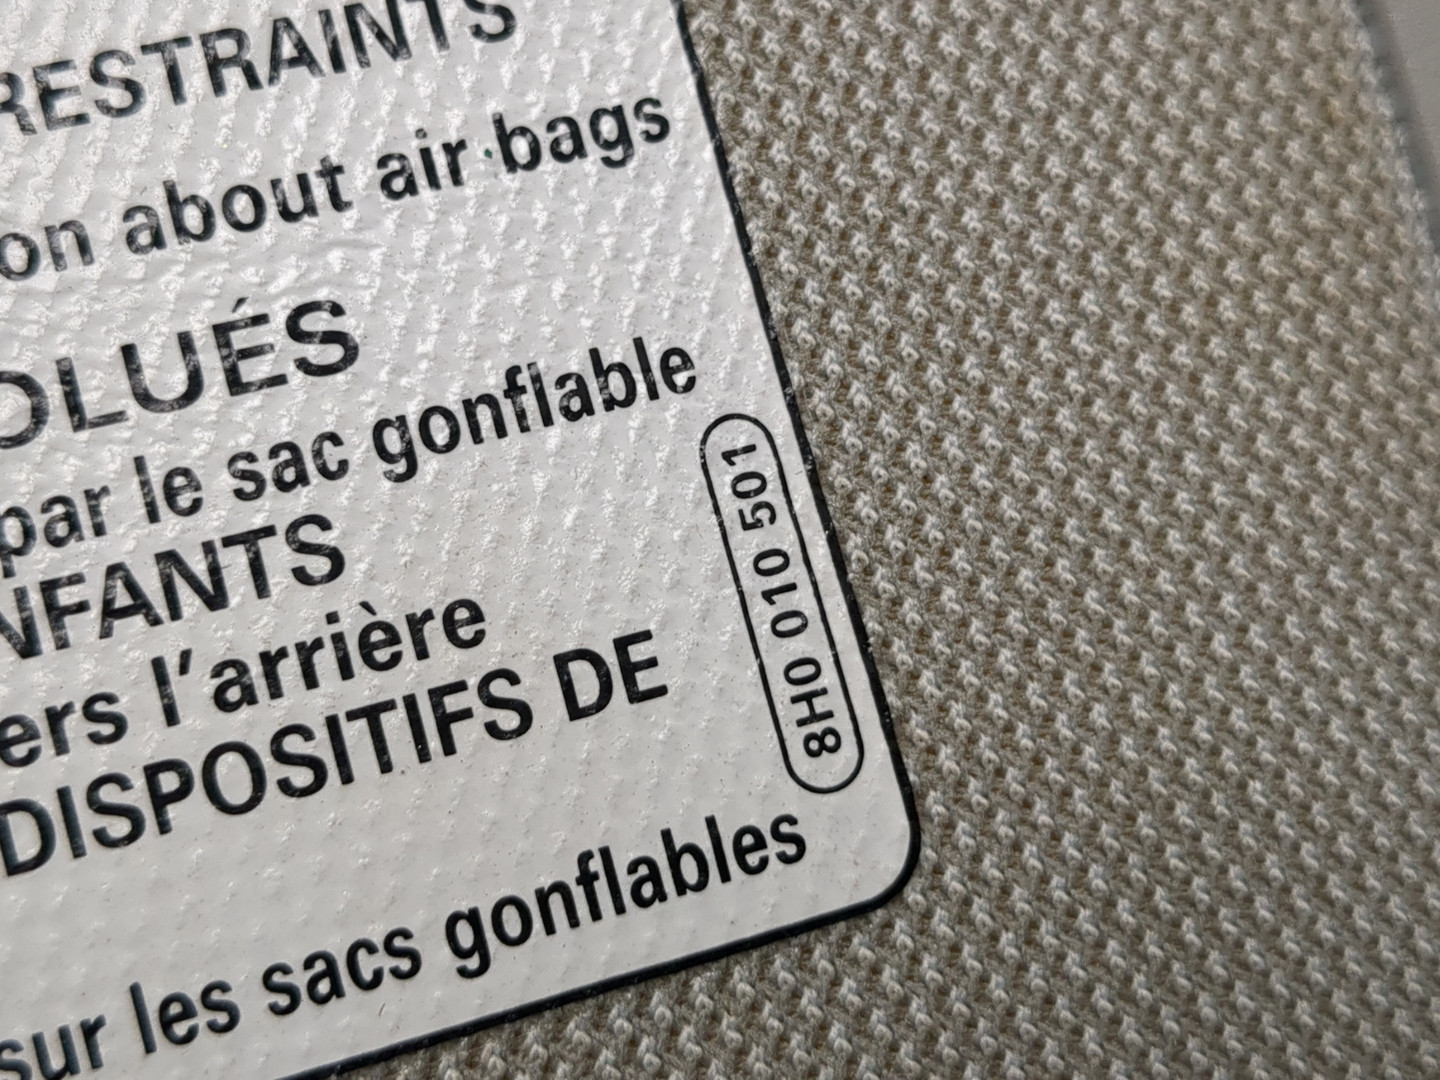 RESTRAINTS
on about air bags
OLUÉS
par le sac gonflable
NFANTS
ers l'arrière
DISPOSITIFS DE
sur les sacs gonflables
8H0 010 501